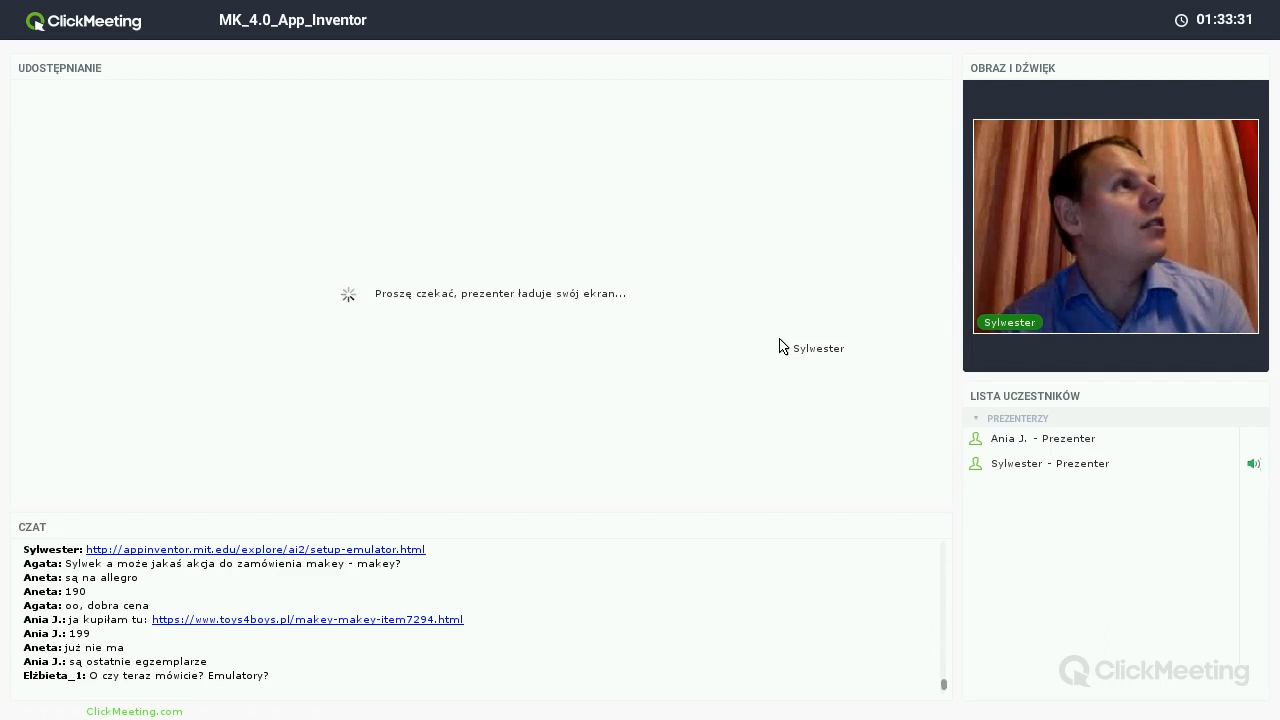 ClickMeeting
MK_4.0_App_Inventor
01:33:31
UDOSTĘPNIANIE
Proszę czekać, prezenter ładuje swój ekran...
Sylwester
OBRAZ I DŹWIĘK
Sylwester
LISTA UCZESTNIKÓW
PREZENTERZY
Ania J. - Prezenter
Sylwester - Prezenter
CZAT
Sylwester: http://appinventor.mit.edu/explore/ai2/setup-emulator.html
Agata: Sylwek a może jakaś akcja do zamówienia makey - makey?
Aneta: są na allegro
Aneta: 190
Agata: oo, dobra cena
Ania J.: ja kupiłam tu: https://www.toys4boys.pl/makey-makey-item7294.html
Ania J.: 199
Aneta: już nie ma
Ania J.: są ostatnie egzemplarze
Elżbieta_1: O czy teraz mówicie? Emulatory?
ClickMeeting
ClickMeeting.com